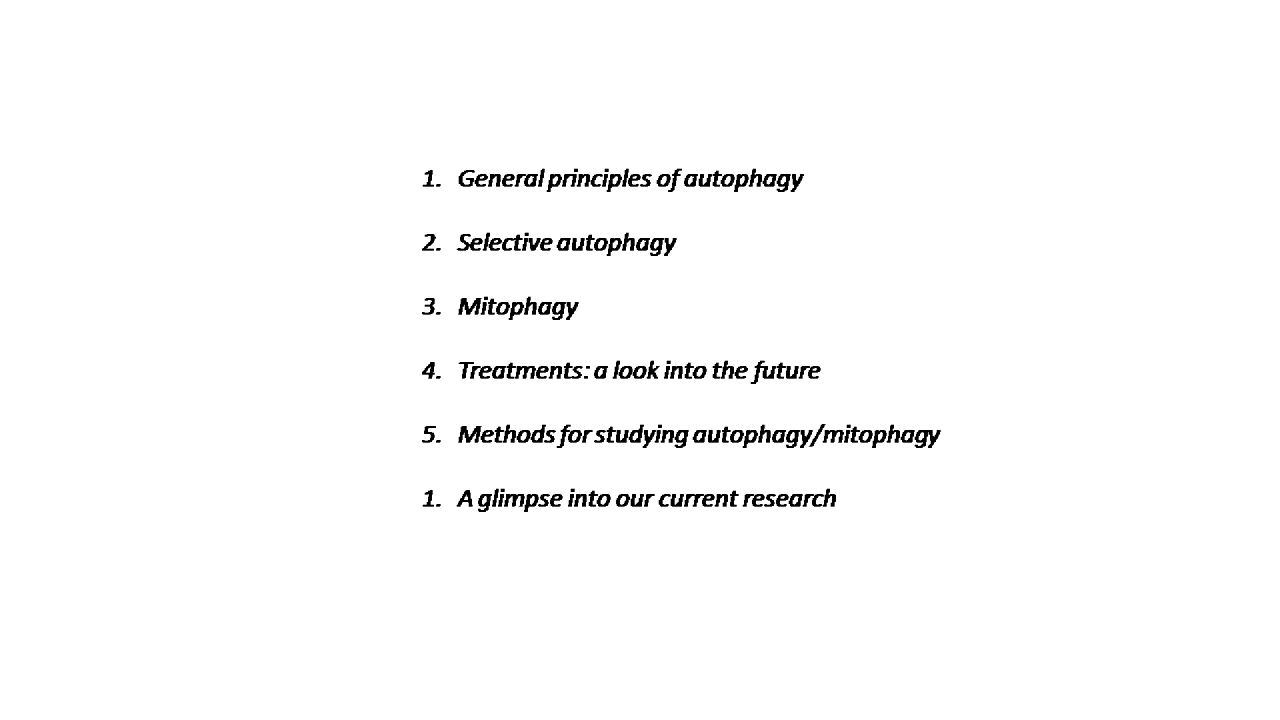 1. General principles of autophagy
2. Selective autophagy
3. Mitophagy
4. Treatments: a look into the future
5. Methods for studying autophagy/mitophagy
1. A glimpse into our current research